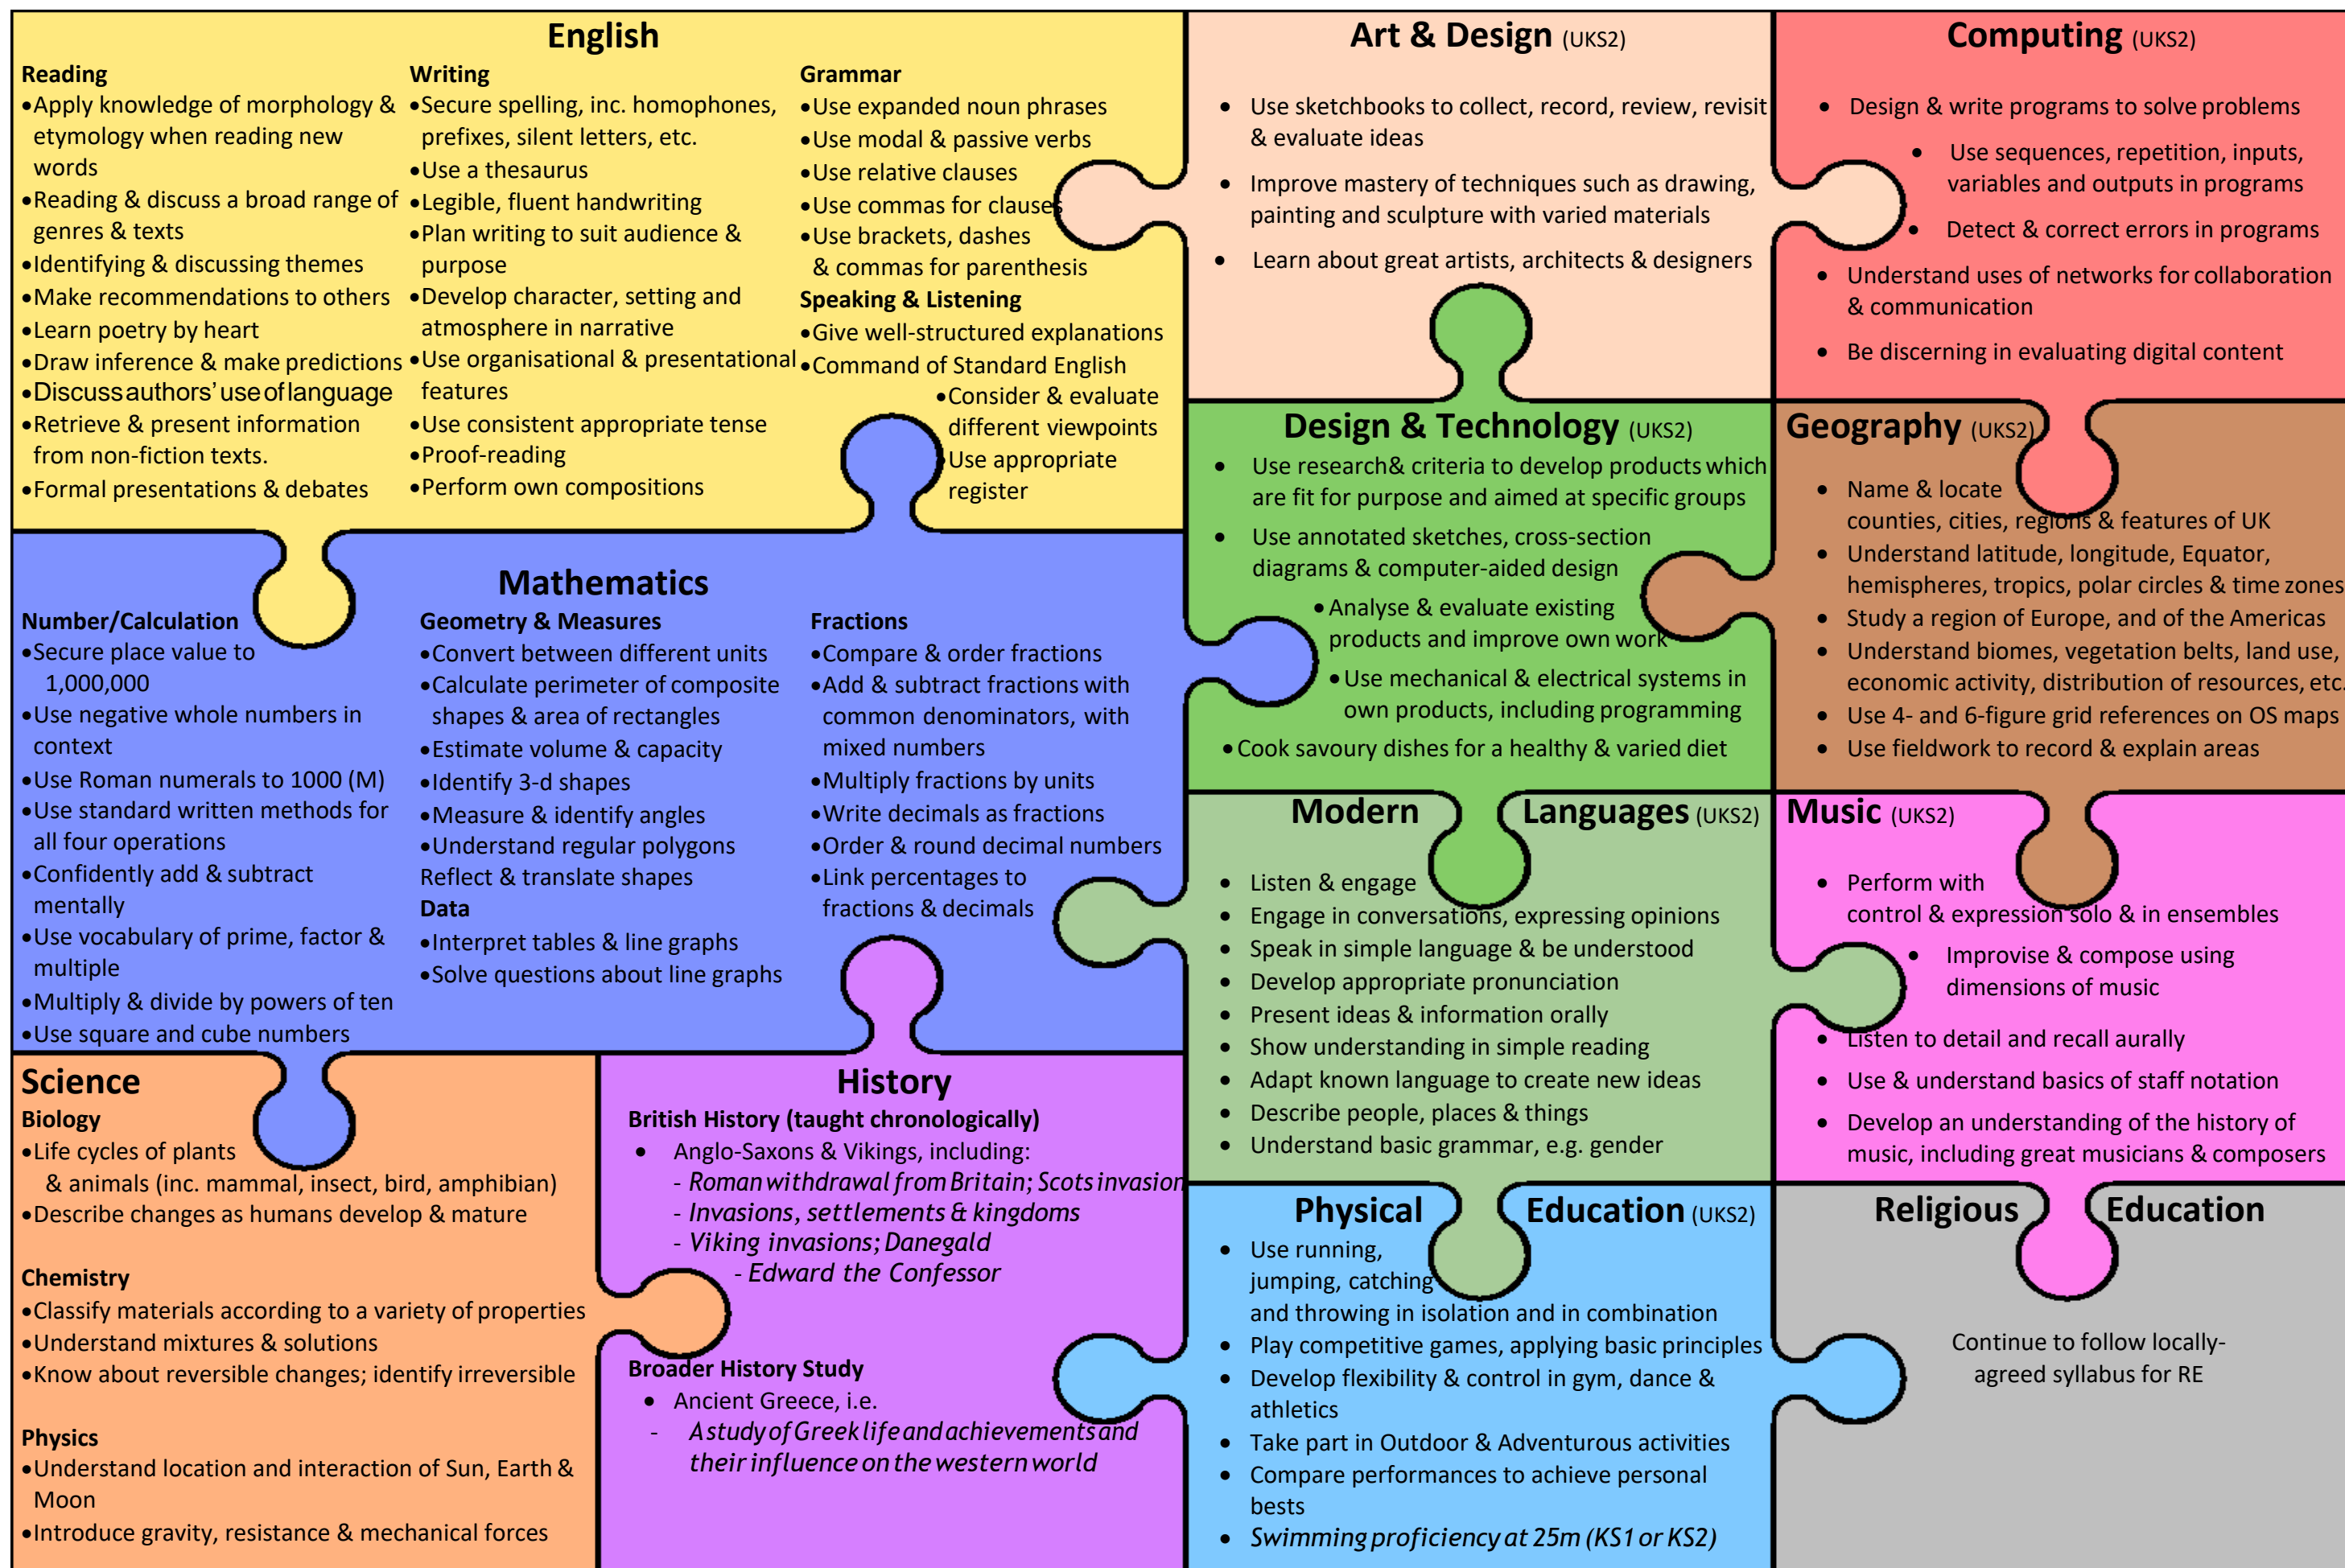 English
Reading
•Apply knowledge of morphology &
etymology when reading new
words
•Reading & discuss a broad range of
genres & texts
•Identifying & discussing themes
•Make recommendations to others
•Learn poetry by heart
•Draw inference & make predictions
•Discuss authors' use of language
•Retrieve & present information
from non-fiction texts.
•Formal presentations & debates
Writing
•Secure spelling, inc. homophones,
prefixes, silent letters, etc.
•Use a thesaurus
•Legible, fluent handwriting
•Plan writing to suit audience &
purpose
•Develop character, setting and
atmosphere in narrative
•Use organisational & presentational
features
•Use consistent appropriate tense
•Proof-reading
•Perform own compositions
Grammar
•Use expanded noun phrases
•Use modal & passive verbs
•Use relative clauses
•Use commas for clauses
•Use brackets, dashes
& commas for parenthesis
Speaking & Listening
•Give well-structured explanations
•Command of Standard English
•Consider & evaluate
different viewpoints
•Use appropriate
register
Art & Design (UKS2)
• Use sketchbooks to collect, record, review, revisit
& evaluate ideas
• Improve mastery of techniques such as drawing,
painting and sculpture with varied materials
• Learn about great artists, architects & designers
Computing (UKS2)
• Design & write programs to solve problems
• Use sequences, repetition, inputs,
variables and outputs in programs
• Detect & correct errors in programs
• Understand uses of networks for collaboration
& communication
• Be discerning in evaluating digital content
Mathematics
Number/Calculation
•Secure place value to
1,000,000
•Use negative whole numbers in
context
•Use Roman numerals to 1000 (M)
•Use standard written methods for
all four operations
•Confidently add & subtract
mentally
•Use vocabulary of prime, factor &
multiple
•Multiply & divide by powers of ten
•Use square and cube numbers
Geometry & Measures
•Convert between different units
•Calculate perimeter of composite
shapes & area of rectangles
•Estimate volume & capacity
•Identify 3-d shapes
•Measure & identify angles
•Understand regular polygons
Reflect & translate shapes
Data
•Interpret tables & line graphs
•Solve questions about line graphs
Fractions
•Compare & order fractions
•Add & subtract fractions with
common denominators, with
mixed numbers
•Multiply fractions by units
•Write decimals as fractions
•Order & round decimal numbers
•Link percentages to
fractions & decimals
Design & Technology (UKS2)
• Use research& criteria to develop products which
are fit for purpose and aimed at specific groups
• Use annotated sketches, cross-section
diagrams & computer-aided design
•Analyse & evaluate existing
products and improve own work
•Use mechanical & electrical systems in
own products, including programming
•Cook savoury dishes for a healthy & varied diet
Geography (UKS2)
• Name & locate
counties, cities, regions & features of UK
• Understand latitude, longitude, Equator,
hemispheres, tropics, polar circles & time zones
• Study a region of Europe, and of the Americas
• Understand biomes, vegetation belts, land use,
economic activity, distribution of resources, etc.
• Use 4- and 6-figure grid references on OS maps
• Use fieldwork to record & explain areas
Modern Languages (UKS2)
• Listen & engage
• Engage in conversations, expressing opinions
• Speak in simple language & be understood
• Develop appropriate pronunciation
• Present ideas & information orally
• Show understanding in simple reading
• Adapt known language to create new ideas
• Describe people, places & things
• Understand basic grammar, e.g. gender
Music (UKS2)
• Perform with
control & expression solo & in ensembles
• Improvise & compose using
dimensions of music
• Listen to detail and recall aurally
• Use & understand basics of staff notation
• Develop an understanding of the history of
music, including great musicians & composers
Science
Biology
•Life cycles of plants
& animals (inc. mammal, insect, bird, amphibian)
•Describe changes as humans develop & mature
Chemistry
•Classify materials according to a variety of properties
•Understand mixtures & solutions
•Know about reversible changes; identify irreversible
Physics
•Understand location and interaction of Sun, Earth &
Moon
•Introduce gravity, resistance & mechanical forces
History
British History (taught chronologically)
• Anglo-Saxons & Vikings, including:
- Roman withdrawal from Britain; Scots invasion
- Invasions, settlements & kingdoms
- Viking invasions; Danegald
- Edward the Confessor
Broader History Study
• Ancient Greece, i.e.
- A study of Greek life and achievements and
their influence on the western world
Physical Education (UKS2)
• Use running,
jumping, catching
and throwing in isolation and in combination
• Play competitive games, applying basic principles
• Develop flexibility & control in gym, dance &
athletics
• Take part in Outdoor & Adventurous activities
• Compare performances to achieve personal
bests
• Swimming proficiency at 25m (KS1 or KS2)
Religious Education
Continue to follow locally-
agreed syllabus for RE